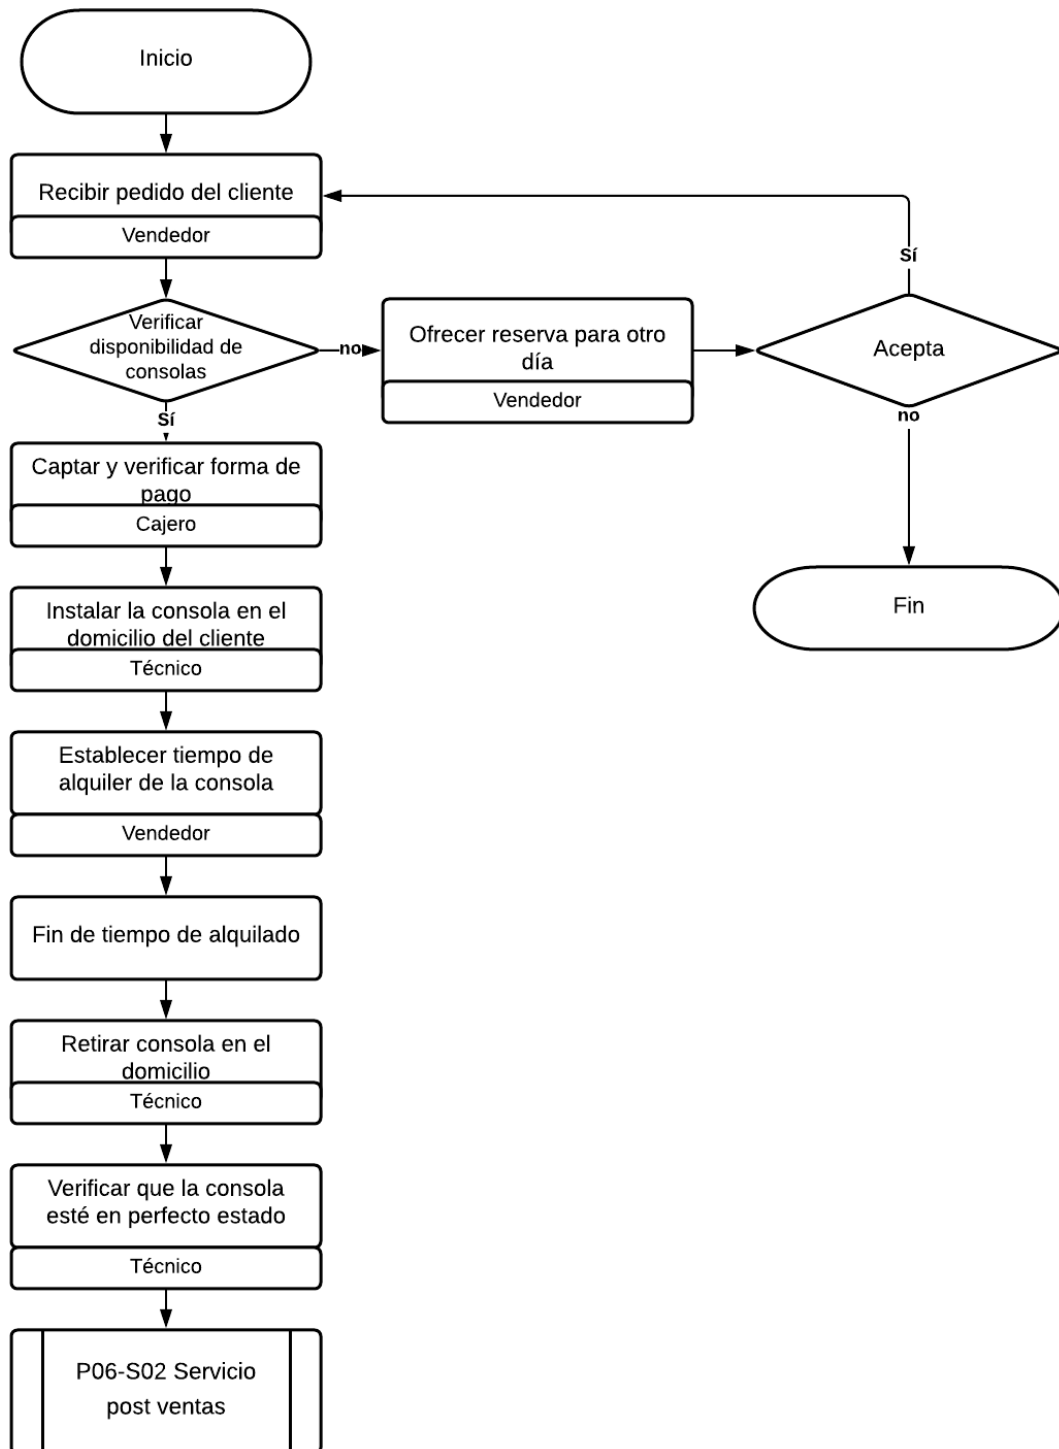 Inicio
Recibir pedido del cliente
Vendedor
Sí
Verificar
disponibilidad de
consolas
no
Ofrecer reserva para otro
día
Vendedor
Acepta
no
Sí
Captar y verificar forma de
pago
Cajero
Instalar la consola en el
domicilio del cliente
Técnico
Fin
Establecer tiempo de
alquiler de la consola
Vendedor
Fin de tiempo de alquilado
Retirar consola en el
domicilio
Técnico
Verificar que la consola
esté en perfecto estado
Técnico
P06-S02 Servicio
post ventas